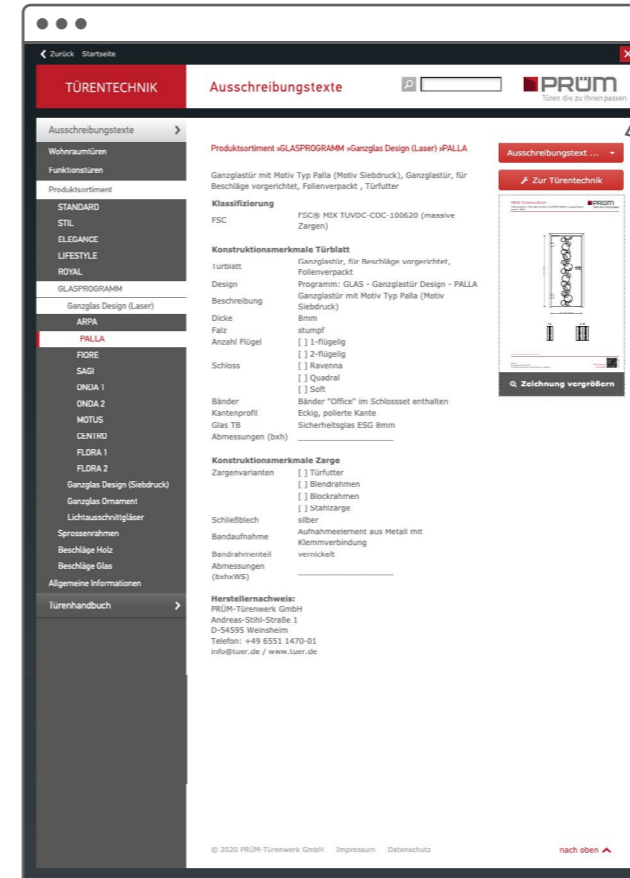 Zurück Startseite
TÜRENTECHNIK
Ausschreibungstexte
PRÜM
Türen die zu Ihnen passen
Ausschreibungstexte
Wohnraumtüren
Funktionstüren
Produktsortiment
STANDARD
STIL
ELEGANCE
LIFESTYLE
ROYAL
GLASPROGRAMM
Ganzglas Design (Laser)
ARPA
PALLA
FIORE
SAGI
ONDA 1
ONDA 2
MOTUS
CENTRO
FLORA 1
FLORA 2
Ganzglas Design (Siebdruck)
Ganzglas Ornament
Lichtausschnittgläser
Sprossenrahmen
Beschläge Holz
Beschläge Glas
Allgemeine Informationen
Türenhandbuch
Produktsortiment »GLASPROGRAMM »Ganzglas Design (Laser) »PALLA
Ganzglastür mit Motiv Typ Palla (Motiv Siebdruck), Ganzglastür, für
Beschläge vorgerichtet, Folienverpackt , Türfutter
Klassifizierung
FSC FSC® MIX TUVDC-COC-100620 (massive
Zargen)
Konstruktionsmerkmale Türblatt
Türblatt Ganzglastür, für Beschläge vorgerichtet,
Folienverpackt
Design Programm: GLAS - Ganzglastür Design - PALLA
Beschreibung Ganzglastür mit Motiv Typ Palla (Motiv
Siebdruck)
Dicke 8mm
Falz stumpf
Anzahl Flügel [ ] 1-flügelig
[ ] 2-flügelig
Schloss [ ] Ravenna
[ ] Quadral
[ ] Soft
Bänder Bänder "Office" im Schlossset enthalten
Kantenprofil Eckig, polierte Kante
Glas TB Sicherheitsglas ESG 8mm
Abmessungen (bxh)
Konstruktionsmerkmale Zarge
Zargenvarianten [ ] Türfutter
[ ] Blendrahmen
[ ] Blockrahmen
[ ] Stahlzarge
Schließblech silber
Bandaufnahme Aufnahmeelement aus Metall mit
Klemmverbindung
Bandrahmenteil vernickelt
Abmessungen
(bxhxWS)
Herstellernachweis:
PRÜM-Türenwerk GmbH
Andreas-Stihl-Straße 1
D-54595 Weinsheim
Telefon: +49 6551 1470-01
info@tuer.de / www.tuer.de
Ausschreibungstext ...
Zur Türentechnik
PRÜM
Zeichnung vergrößern
© 2020 PRÜM-Türenwerk GmbH Impressum Datenschutz
nach oben